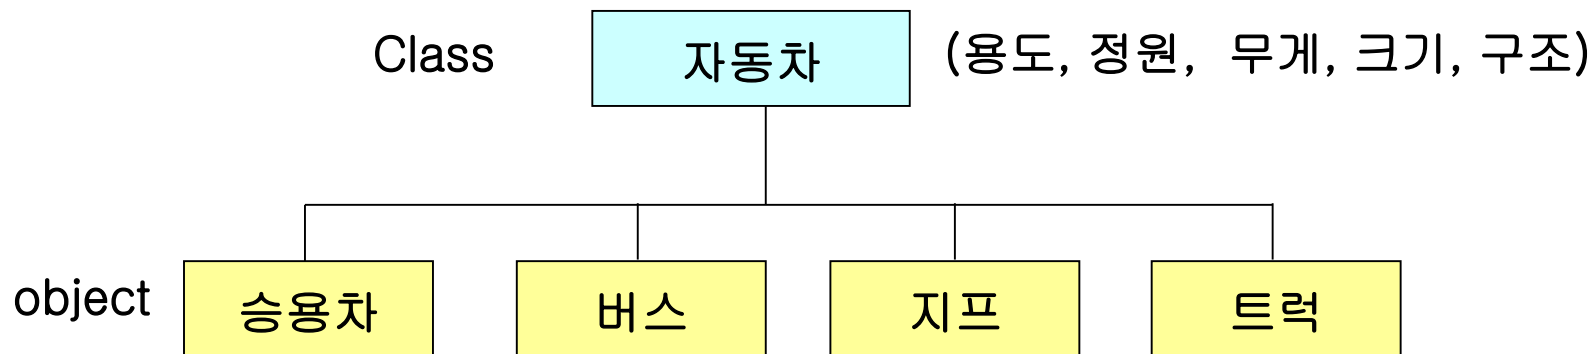 Class 자동차 (용도, 정원, 무게, 크기, 구조)
object 승용차 버스 지프 트럭